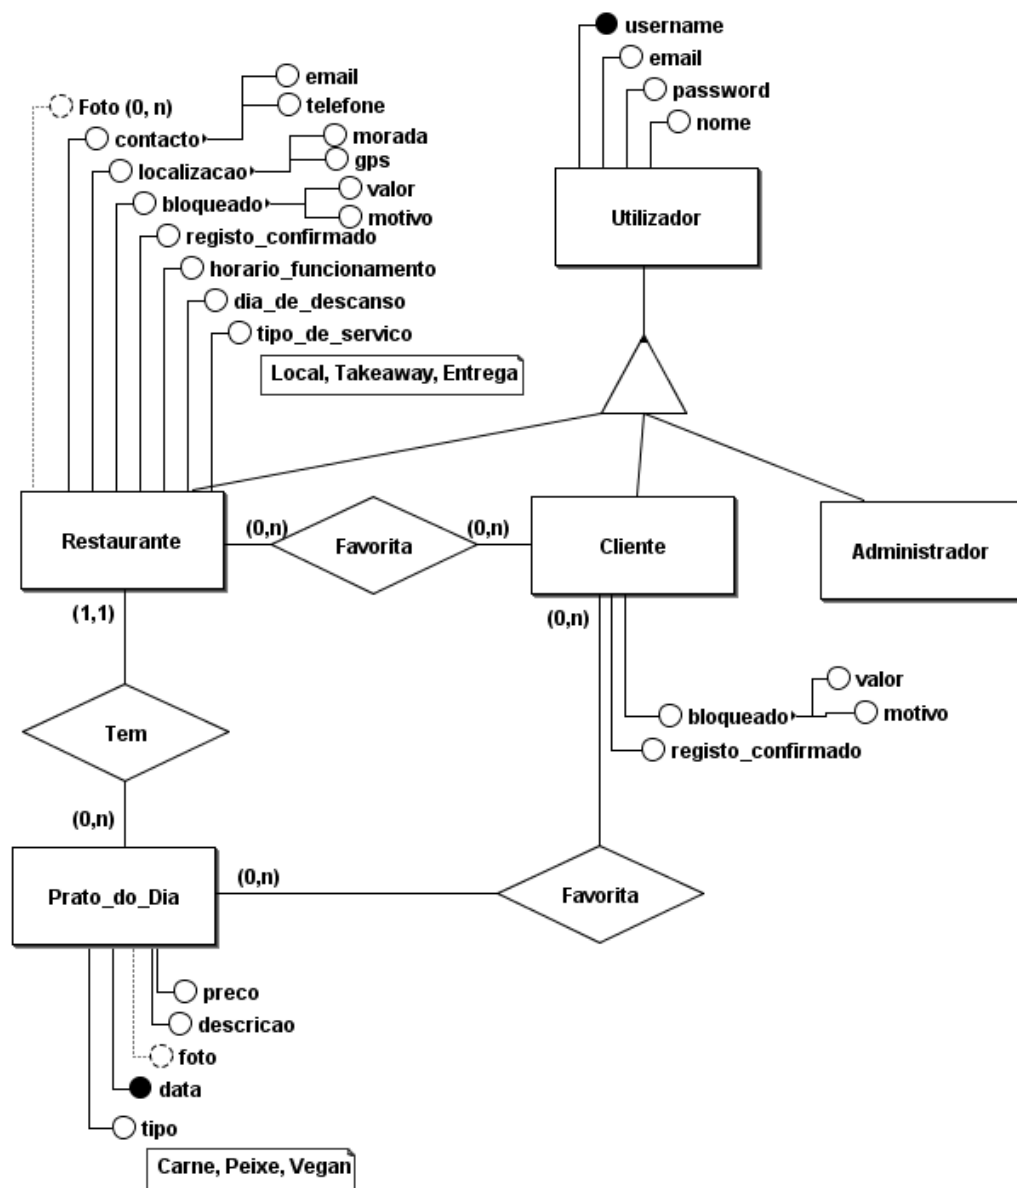 username
email
password
nome
Utilizador
email
telefone
Foto (0, n)
contacto
morada
gps
localizacao
valor
bloqueado
motivo
registo_confirmado
horario_funcionamento
dia_de_descanso
tipo_de_servico
Local, Takeaway, Entrega
Restaurante
(0,n)
Favorita
(0,n)
Cliente
Administrador
(1,1)
(0,n)
Tem
valor
bloqueado
motivo
registo_confirmado
(0,n)
Prato_do_Dia
(0,n)
Favorita
preco
descricao
foto
data
tipo
Carne, Peixe, Vegan